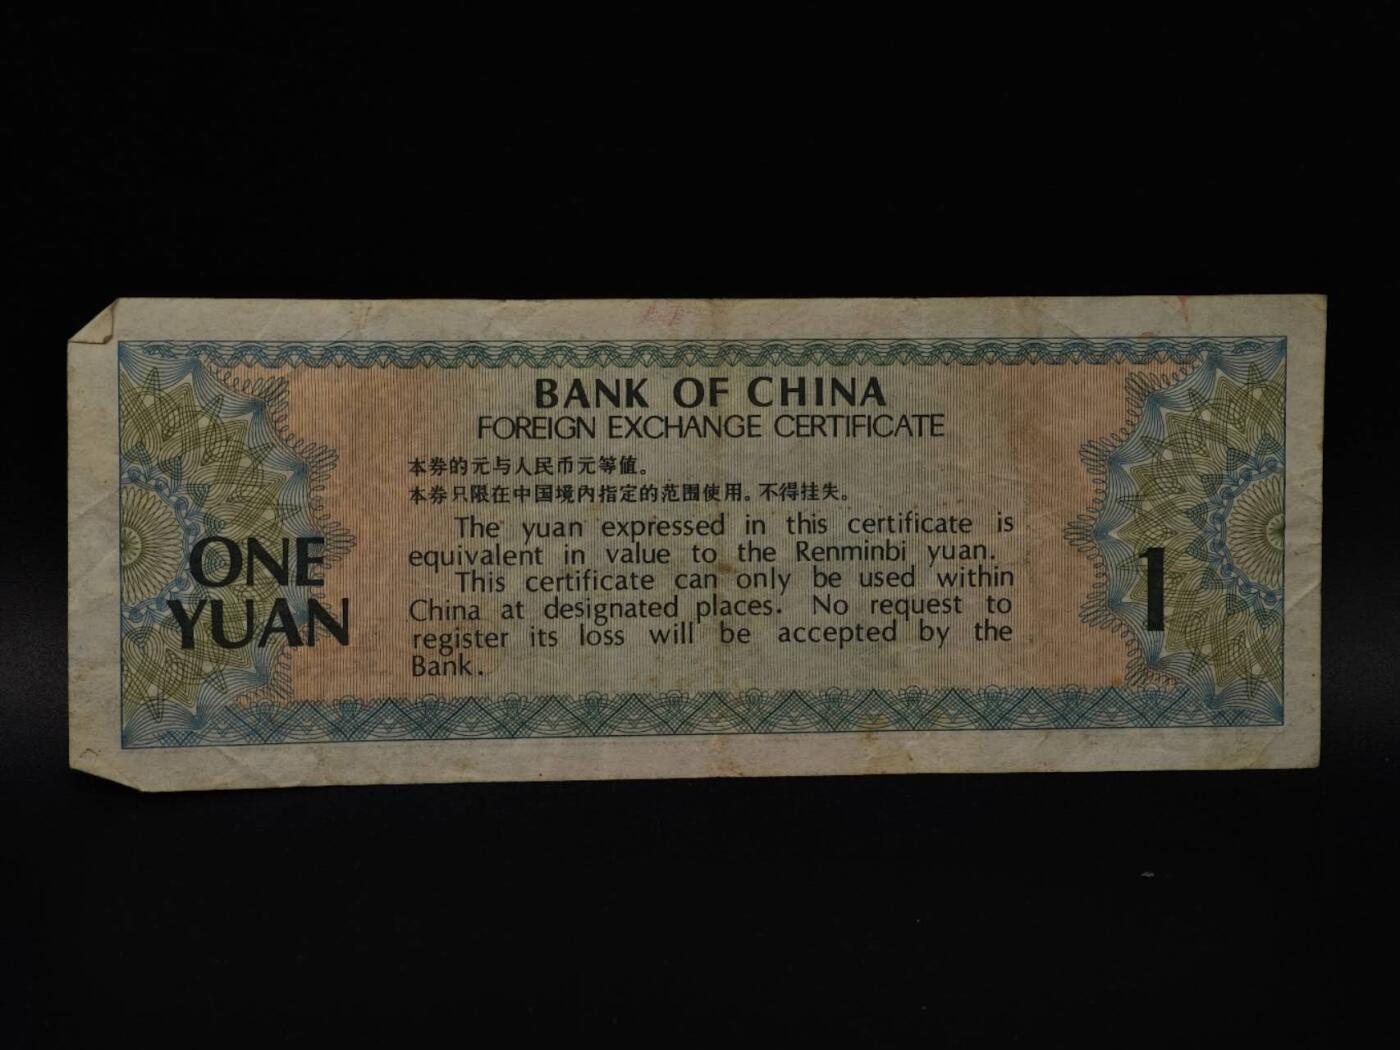 BANK OF CHINA
FOREIGN EXCHANGE CERTIFICATE
本券的元与人民币元等值。
本券只限在中国境内指定的范围使用。不得挂失。
The yuan expressed in this certificate is
equivalent in value to the Renminbi yuan.
This certificate can only be used within
China at designated places. No request to
register its loss will be accepted by the
Bank.
ONE
YUAN
1